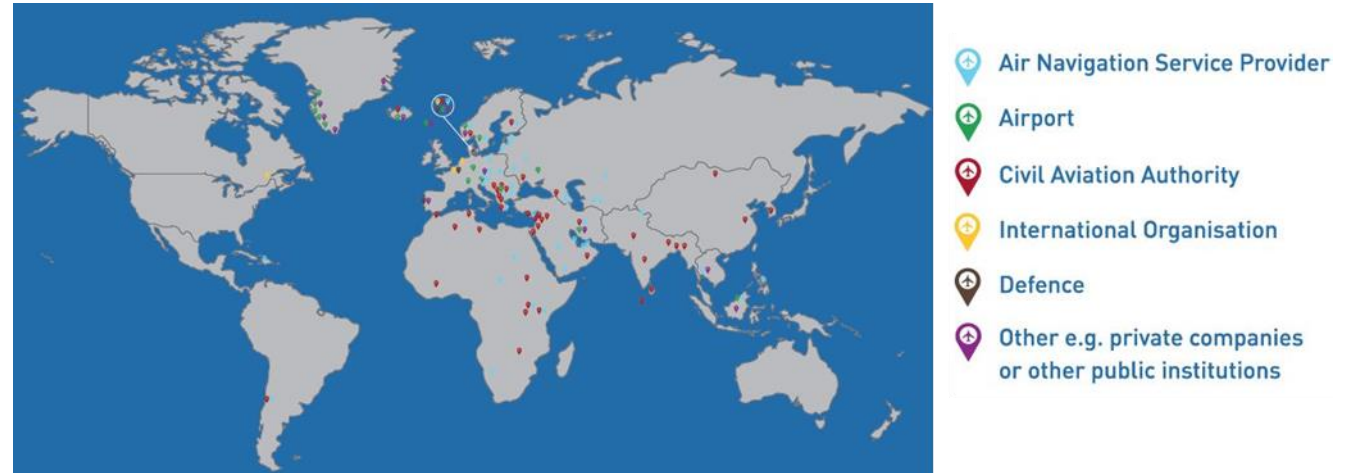 Air Navigation Service Provider
Airport
Civil Aviation Authority
International Organisation
Defence
Other e.g. private companies
or other public institutions